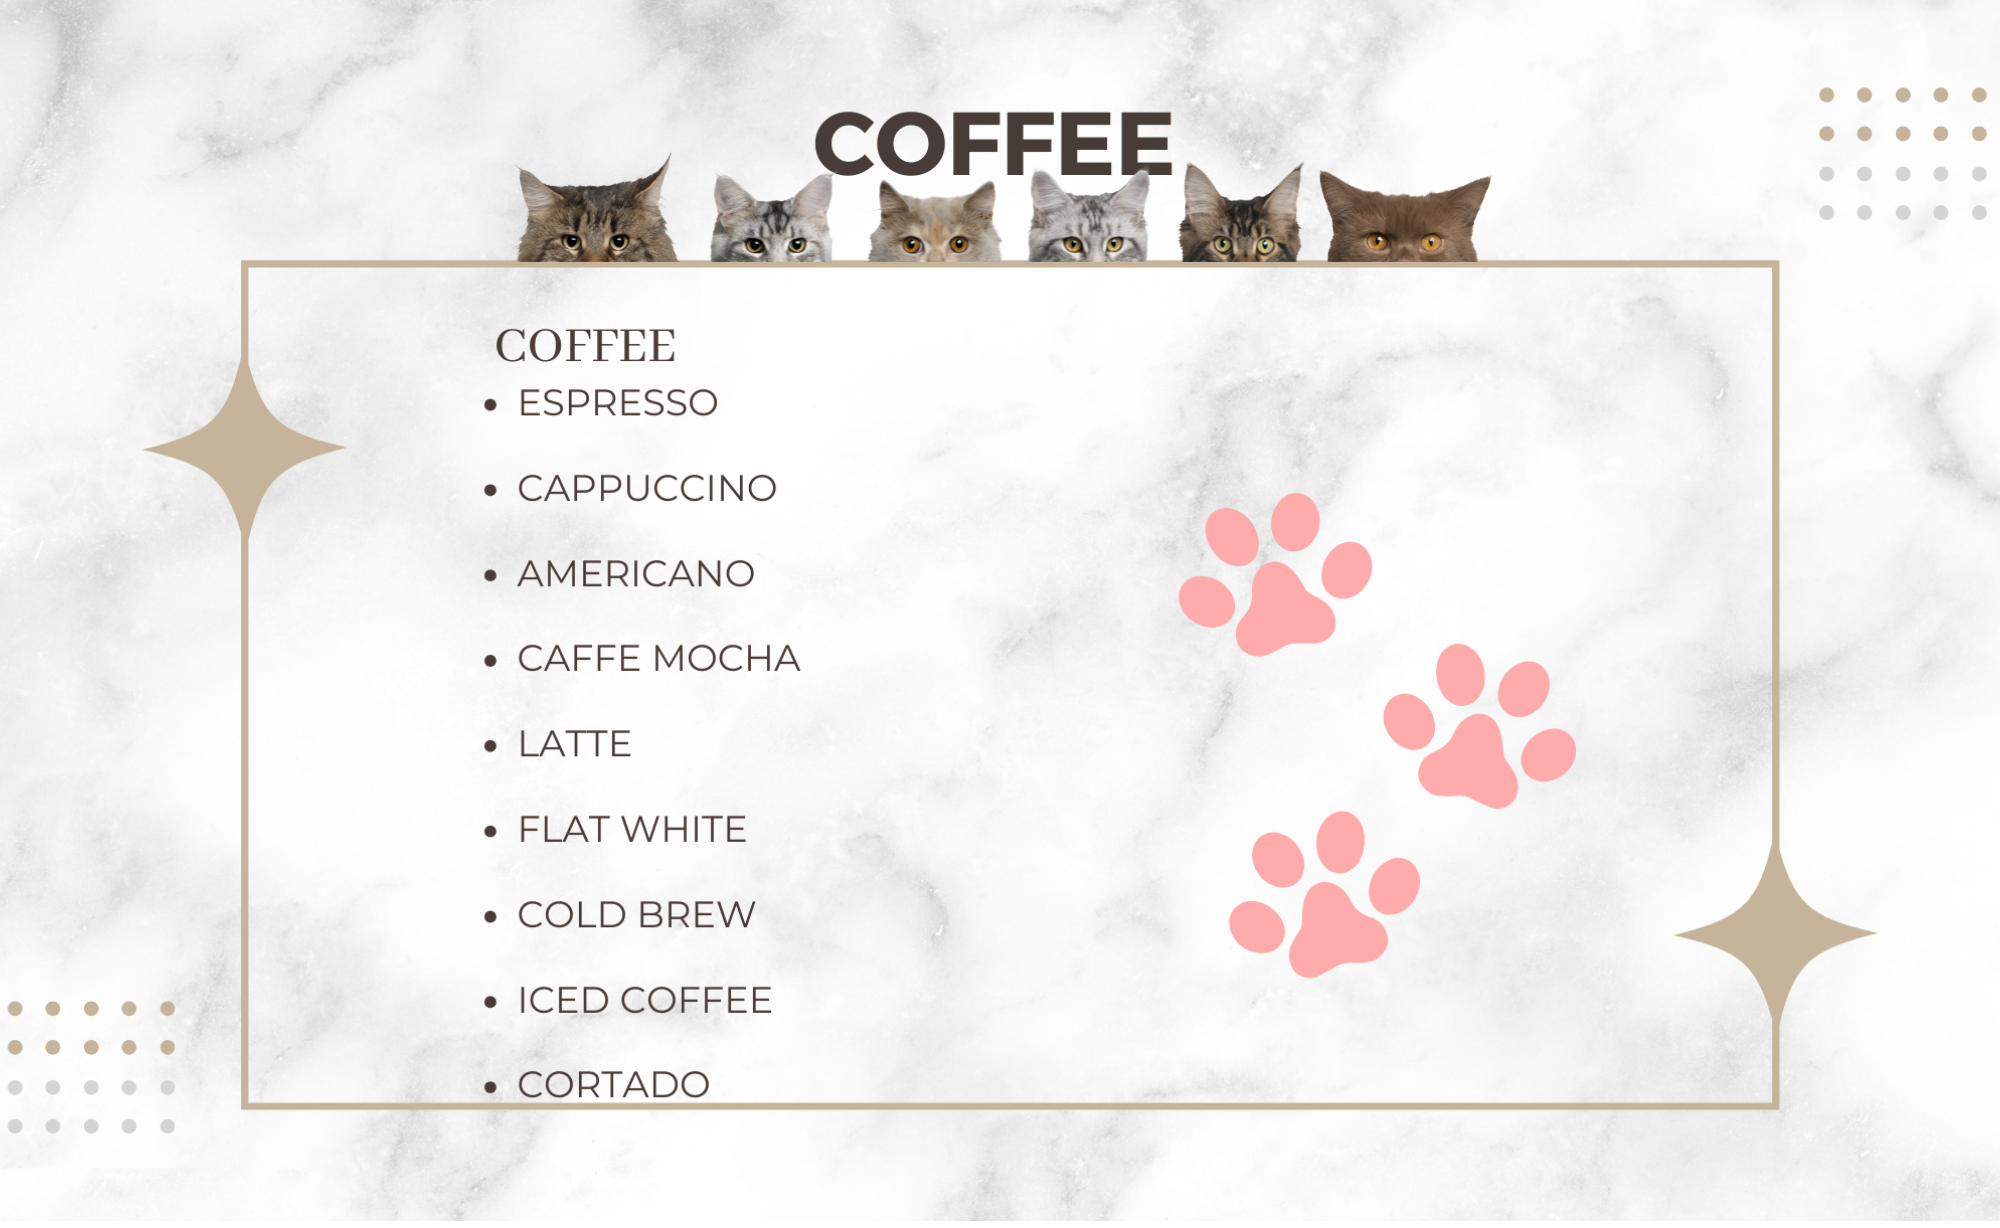 COFFEE
COFFEE
• ESPRESSO
• CAPPUCCINO
• AMERICANO
• CAFFE MOCHA
• LATTE
• FLAT WHITE
• COLD BREW
• ICED COFFEE
• CORTADO